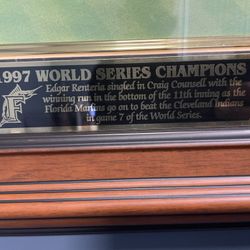 1997 WORLD SERIES CHAMPIONS
Edgar Renteria singled in Craig Counsell with the
winning run in the bottom of the 11th inning as the
Florida Marlins go on to beat the Cleveland Indians
in game 7 of the World Series.
F